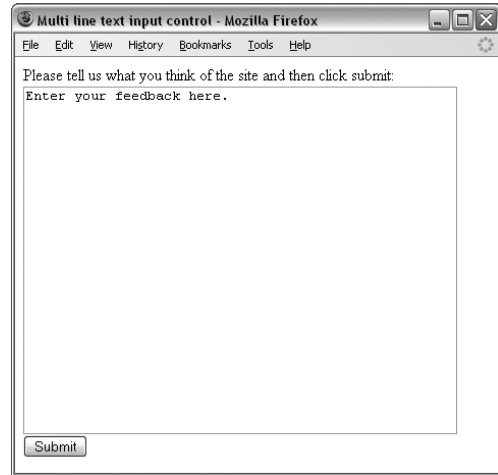 Multi line text input control - Mozilla Firefox
File Edit View History Bookmarks Tools Help
Please tell us what you think of the site and then click submit:
Enter your feedback here.
Submit